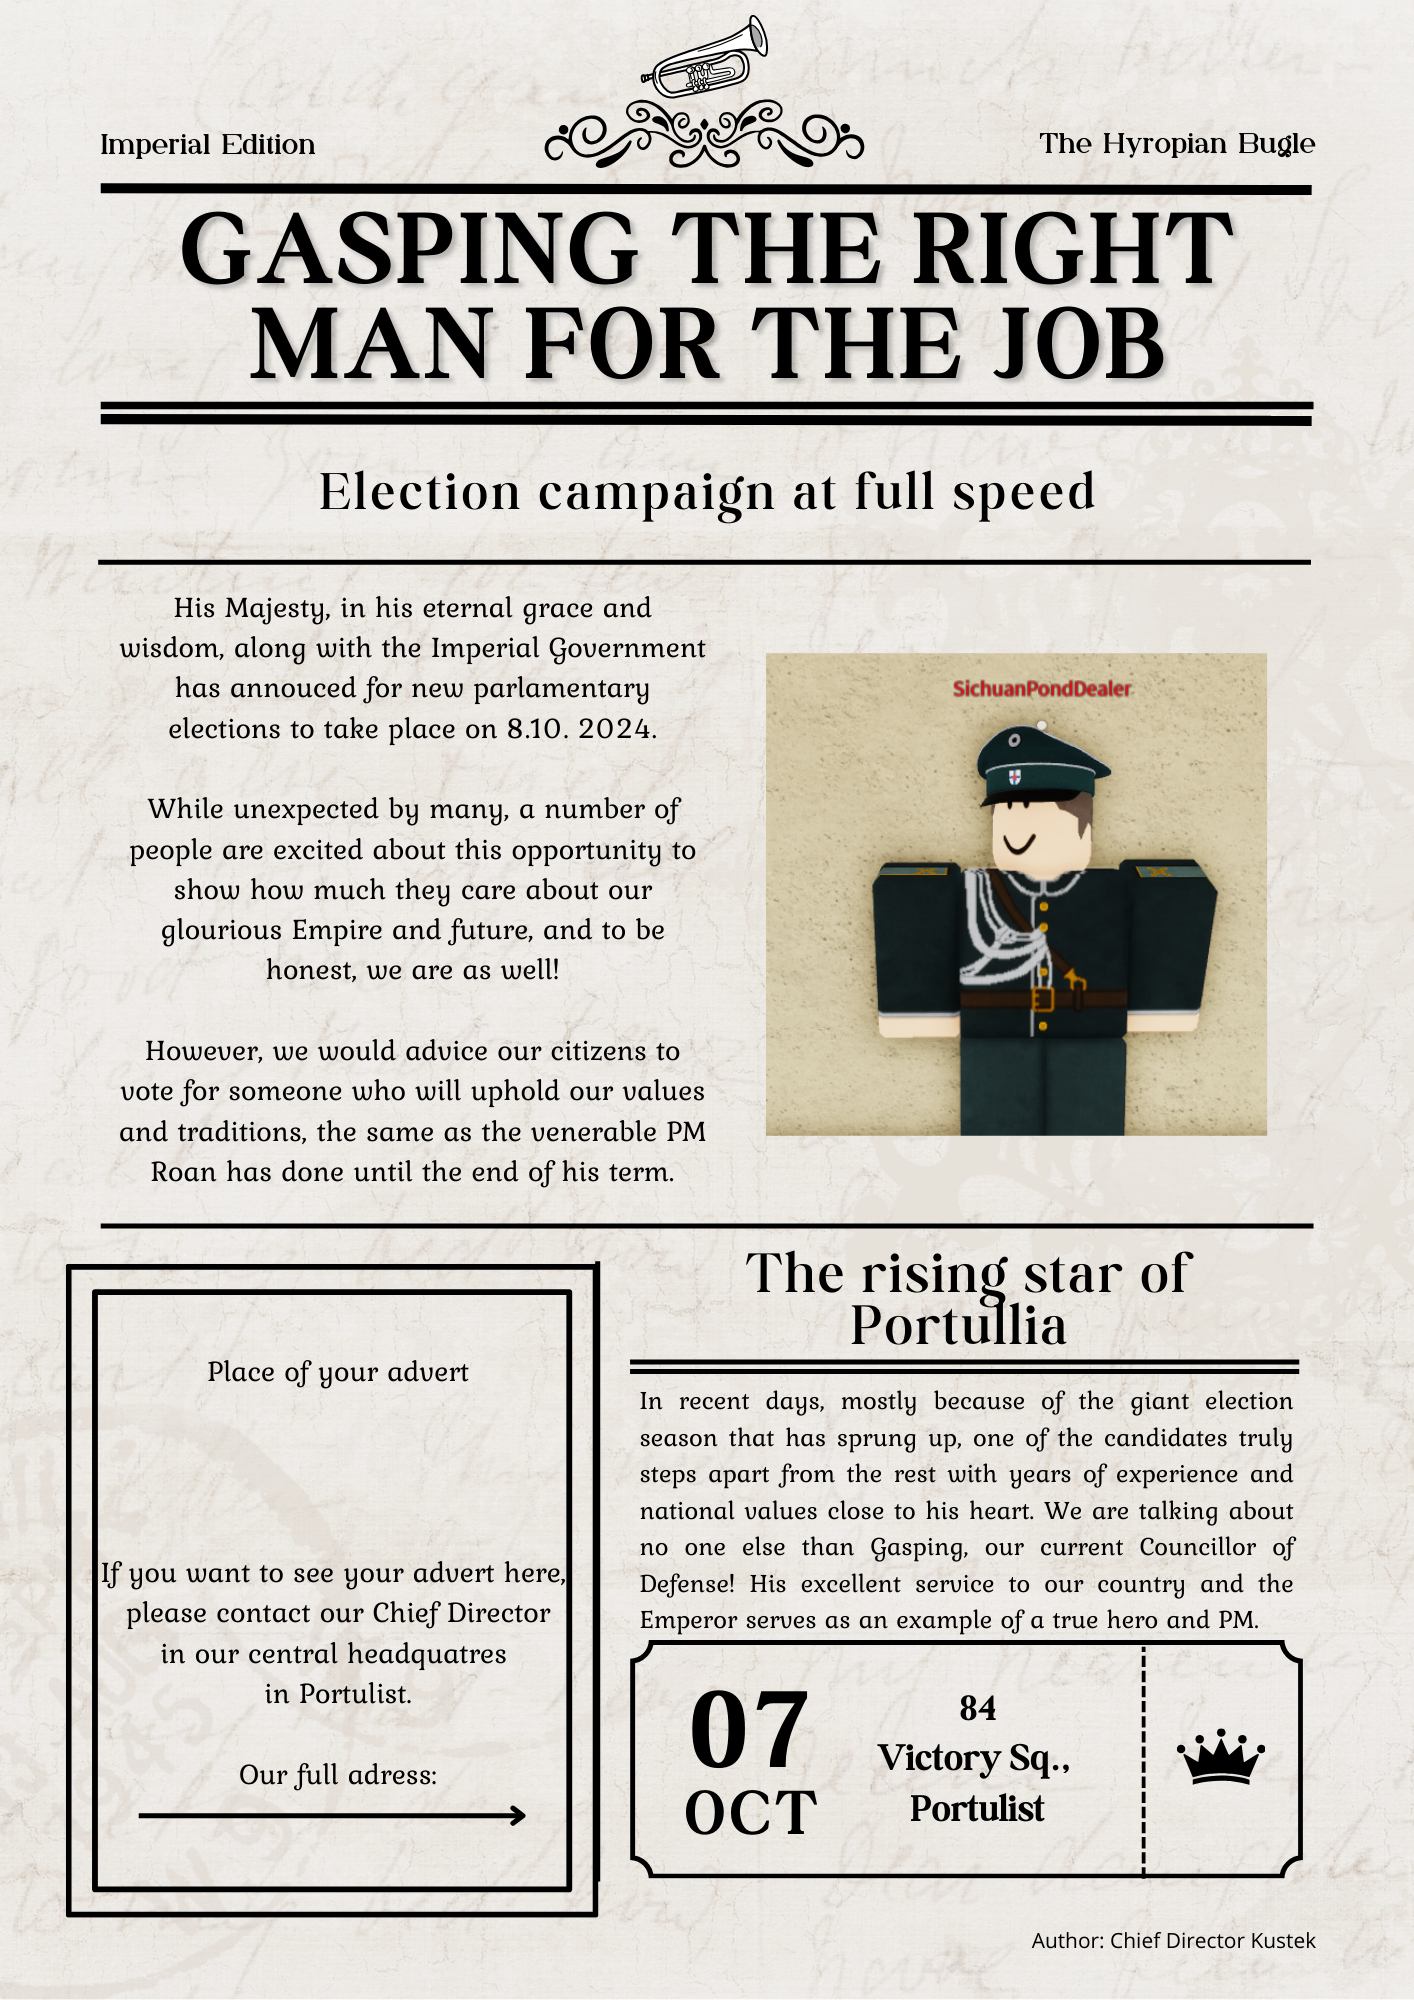 Imperial Edition
The Hyropian Bugle
GASPING THE RIGHT
MAN FOR THE JOB
Election campaign at full speed
His Majesty, in his eternal grace and
wisdom, along with the Imperial Government
has annouced for new parlamentary
elections to take place on 8.10. 2024.
While unexpected by many, a number of
people are excited about this opportunity to
show how much they care about our
glourious Empire and future, and to be
honest, we are as well!
However, we would advice our citizens to
vote for someone who will uphold our values
and traditions, the same as the venerable PM
Roan has done until the end of his term.
SichuanPondDealer
Place of your advert
If you want to see your advert here,
please contact our Chief Director
in our central headquatres
in Portulist.
Our full adress:
The rising star of
Portullia
In recent days, mostly because of the giant election
season that has sprung up, one of the candidates truly
steps apart from the rest with years of experience and
national values close to his heart. We are talking about
no one else than Gasping, our current Councillor of
Defense! His excellent service to our country and the
Emperor serves as an example of a true hero and PM.
07
OCT
84
Victory Sq.,
Portulist
Author: Chief Director Kustek